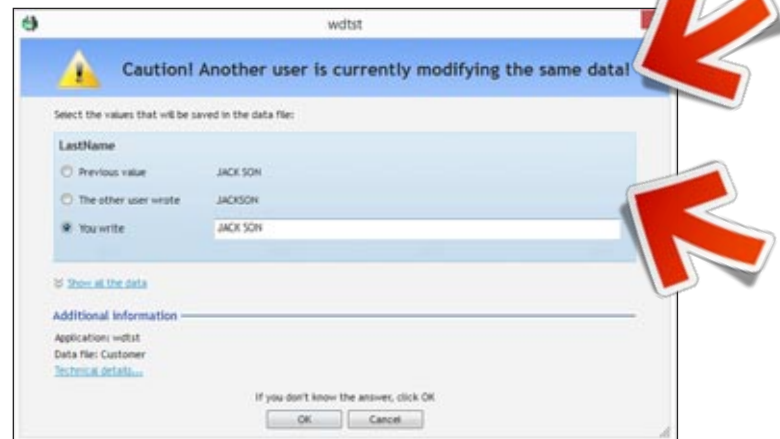 wdtst
Caution! Another user is currently modifying the same data!
Select the values that will be saved in the data file:
LastName
Previous value JACK SON
The other user wrote JACKSON
You write JACK SON
Show all the data
Additional information
Application: wdtst
Data file: Customer
Technical details...
If you don't know the answer, click OK
OK Cancel